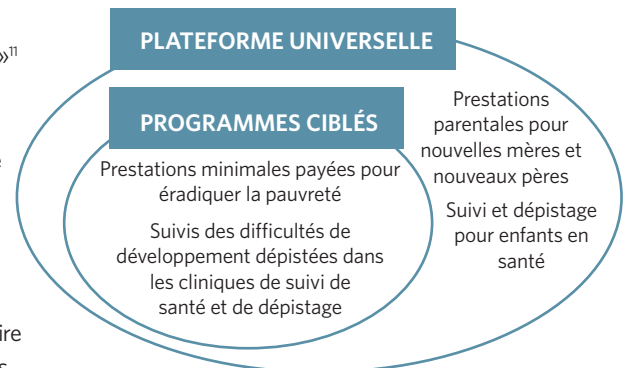 »11
PLATEFORME UNIVERSELLE
PROGRAMMES CIBLÉS
Prestations minimales payées pour
éradiquer la pauvreté
Suivis des difficultés de
développement dépistées dans
les cliniques de suivi de
santé et de dépistage
Prestations
parentales pour
nouvelles mères et
nouveaux pères
Suivi et dépistage
pour enfants en
santé